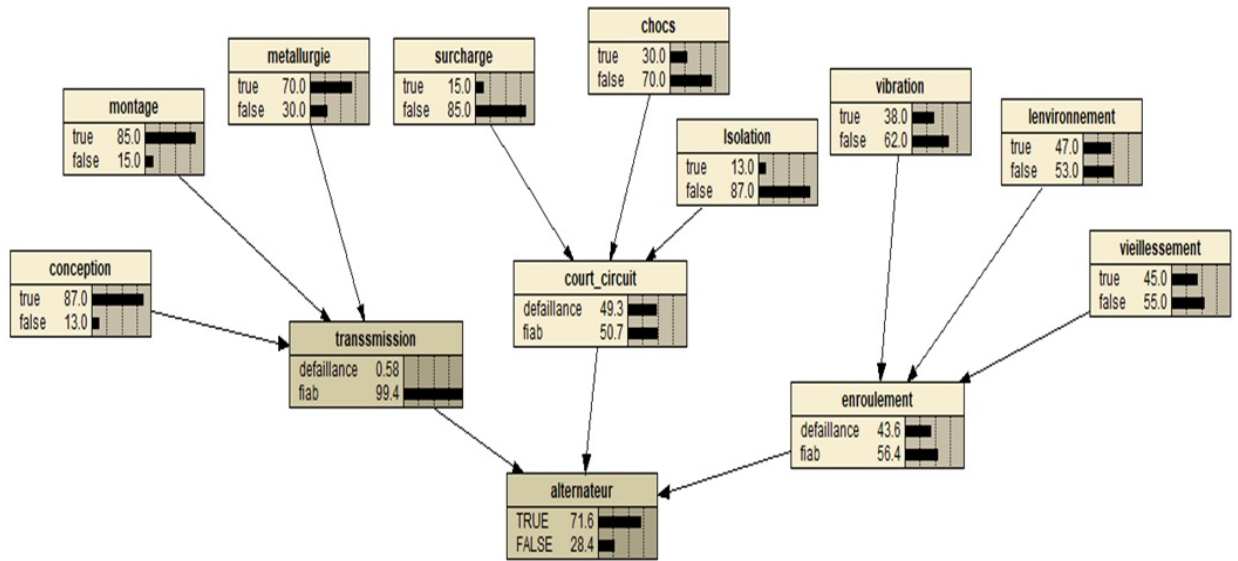 chocs
true 30.0
false 70.0
metallurgie
true 70.0
false 30.0
surcharge
true 15.0
false 85.0
montage
true 85.0
false 15.0
vibration
true 38.0
false 62.0
Isolation
true 13.0
false 87.0
lenvironnement
true 47.0
false 53.0
conception
true 87.0
false 13.0
court_circuit
defaillance 49.3
fiab 50.7
vieillessement
true 45.0
false 55.0
transsmission
defaillance 0.58
fiab 99.4
enroulement
defaillance 43.6
fiab 56.4
alternateur
TRUE 71.6
FALSE 28.4